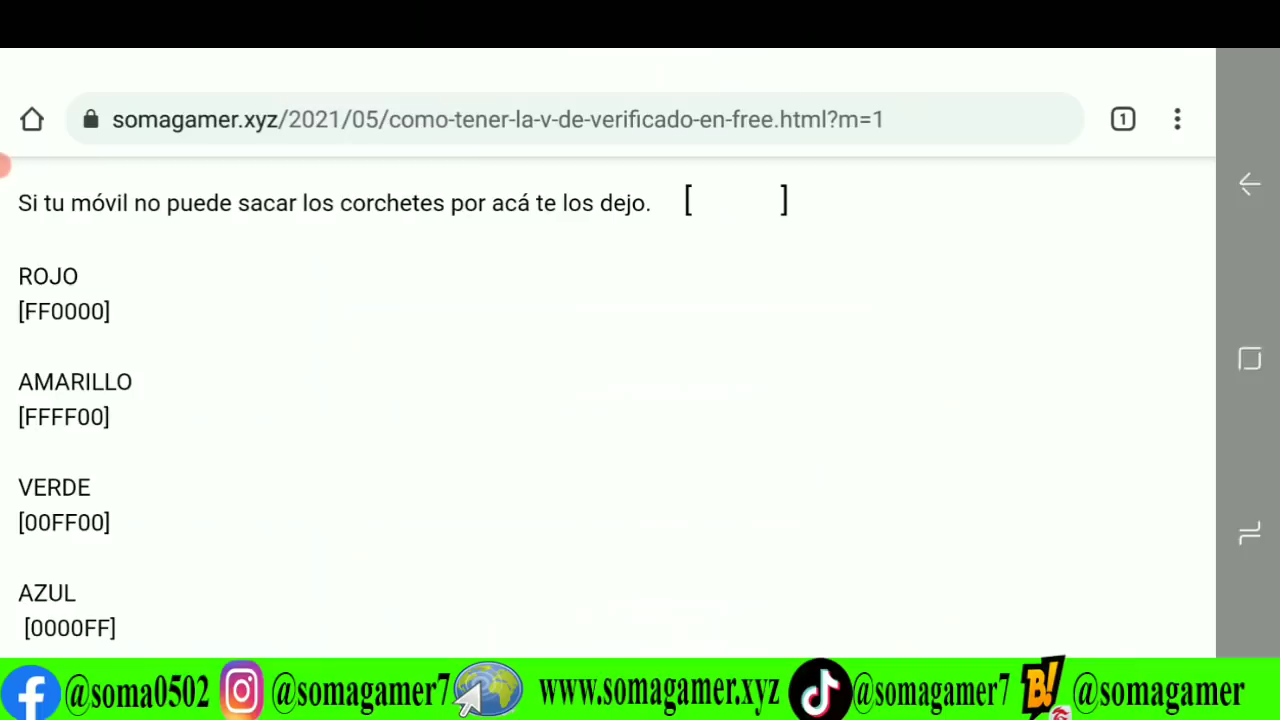 somagamer.xyz/2021/05/como-tener-la-v-de-verificado-en-free.html?m=1
1
Si tu móvil no puede sacar los corchetes por acá te los dejo. [ ]
ROJO
[FF0000]
AMARILLO
[FFFF00]
VERDE
[00FF00]
AZUL
[0000FF]
@soma0502 @somagamer7 www.somagamer.xyz @somagamer7 B! @somagamer